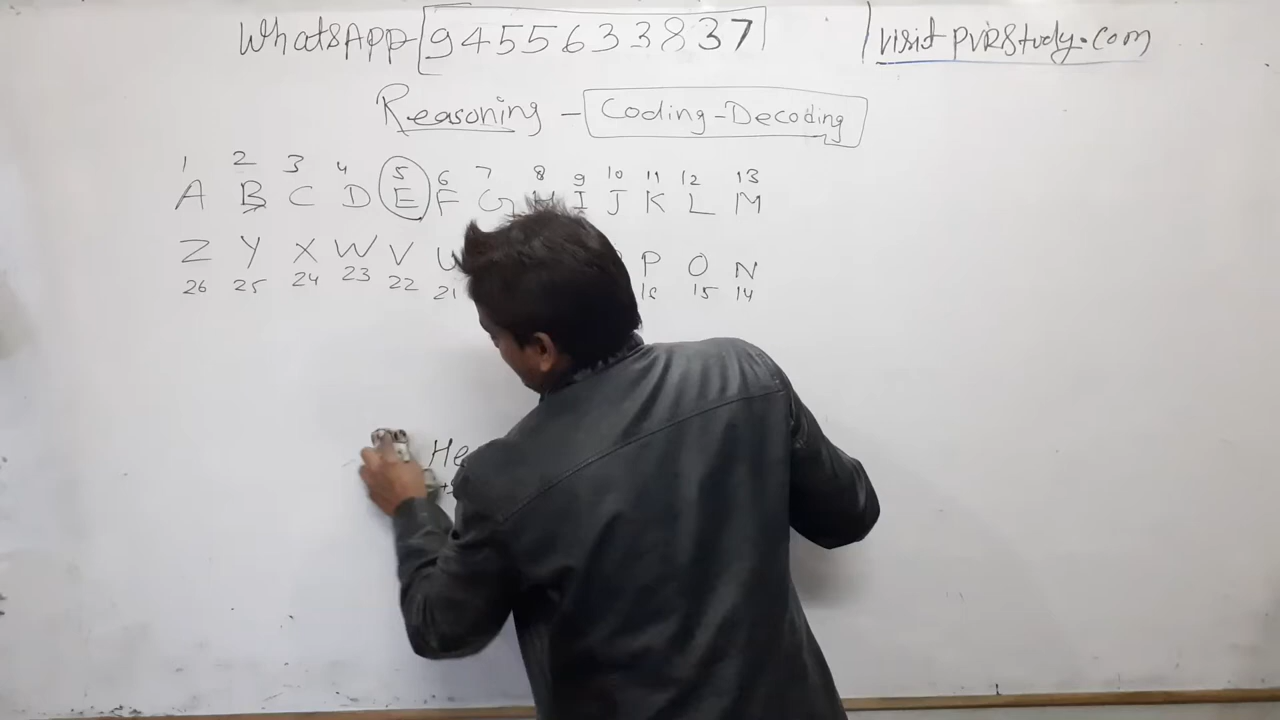 WhatsApp-9455633837
visit PVRStudy.com
Reasoning - Coding-Decoding
1 2 3 4 5 6 7 8 9 10 11 12 13
A B C D E F G H I J K L M
Z Y X W V U P O N
26 25 24 23 22 21 16 15 14
He